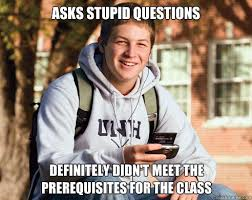 ASKS STUPID QUESTIONS
UNH
DEFINITELY DIDN'T MEET THE
PREREQUISITES FOR THE CLASS